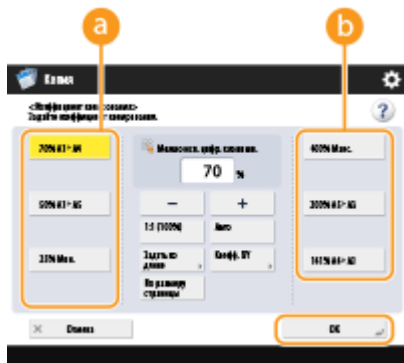 a
b
Копия
<Коэффициент копирования>
Задайте коэффициент копирования.
?
70% A3->A4
400% Макс.
70 %
50% A3->A5
- +
200% A5->A3
1:1 (100%)
Авто
25% Мин.
Задать по длине
Коэфф. XY
141% A4->A3
По размеру страницы
Отмена
OK